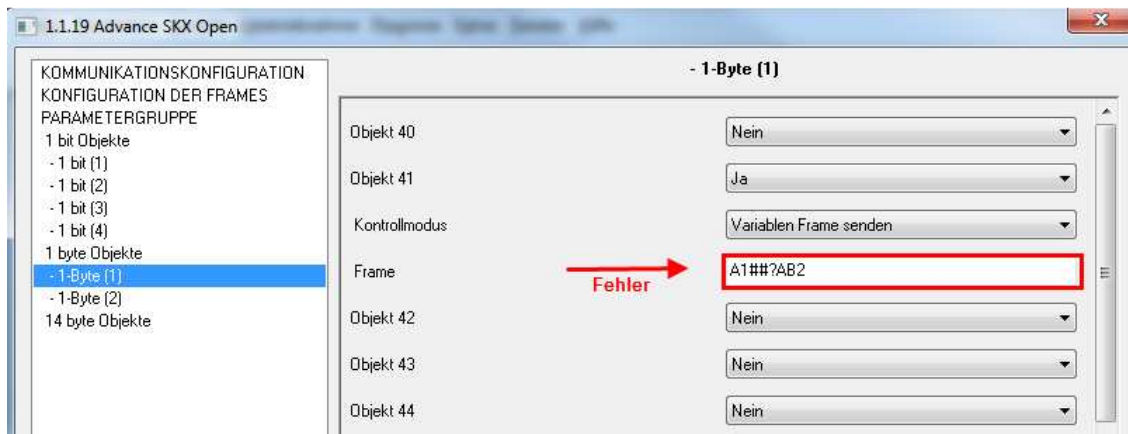 1.1.19 Advance SKX Open
KOMMUNIKATIONSKONFIGURATION
KONFIGURATION DER FRAMES
PARAMETERGRUPPE
1 bit Objekte
- 1 bit (1)
- 1 bit (2)
- 1 bit (3)
- 1 bit (4)
1 byte Objekte
- 1-Byte (1)
- 1-Byte (2)
14 byte Objekte
- 1-Byte (1)
Objekt 40 Nein
Objekt 41 Ja
Kontrollmodus Variablen Frame senden
Frame Fehler A1##?AB2
Objekt 42 Nein
Objekt 43 Nein
Objekt 44 Nein